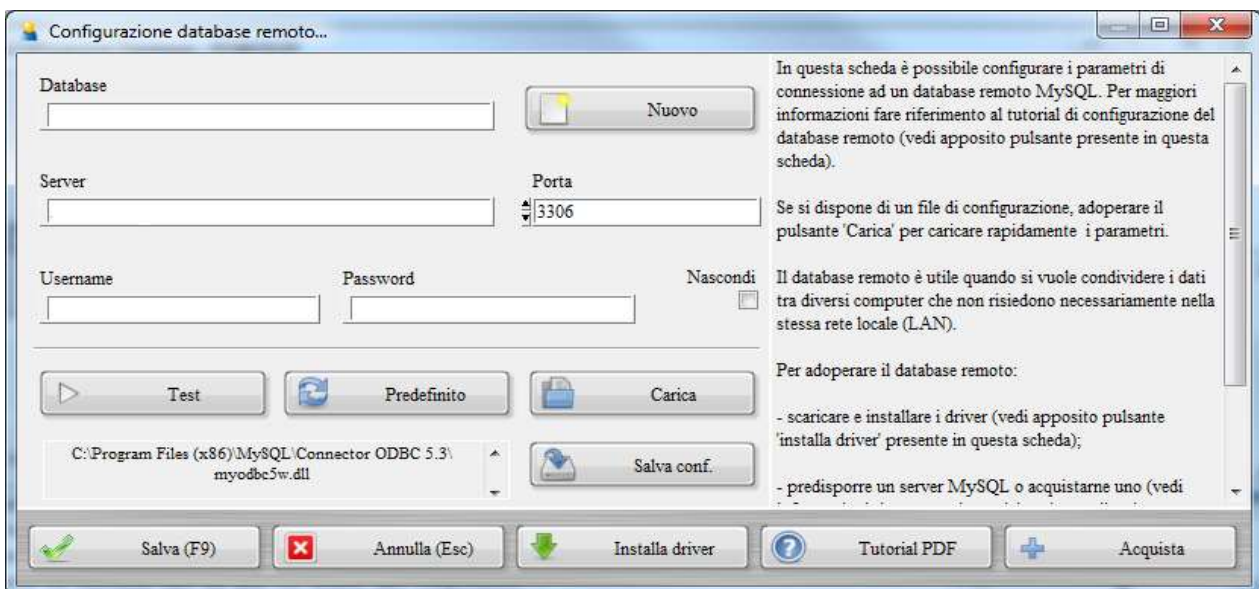 Configurazione database remoto...
Database
Nuovo
Server
Porta
3306
Username
Password
Nascondi
Test
Predefinito
Carica
C:\Program Files (x86)\MySQL\Connector ODBC 5.3\
myodbc5w.dll
Salva conf.
In questa scheda è possibile configurare i parametri di
connessione ad un database remoto MySQL. Per maggiori
informazioni fare riferimento al tutorial di configurazione del
database remoto (vedi apposito pulsante presente in questa
scheda).
Se si dispone di un file di configurazione, adoperare il
pulsante 'Carica' per caricare rapidamente i parametri.
Il database remoto è utile quando si vuole condividere i dati
tra diversi computer che non risiedono necessariamente nella
stessa rete locale (LAN).
Per adoperare il database remoto:
- scaricare e installare i driver (vedi apposito pulsante
'installa driver' presente in questa scheda);
- predisporre un server MySQL o acquistarne uno (vedi
Salva (F9)
Annulla (Esc)
Installa driver
Tutorial PDF
Acquista